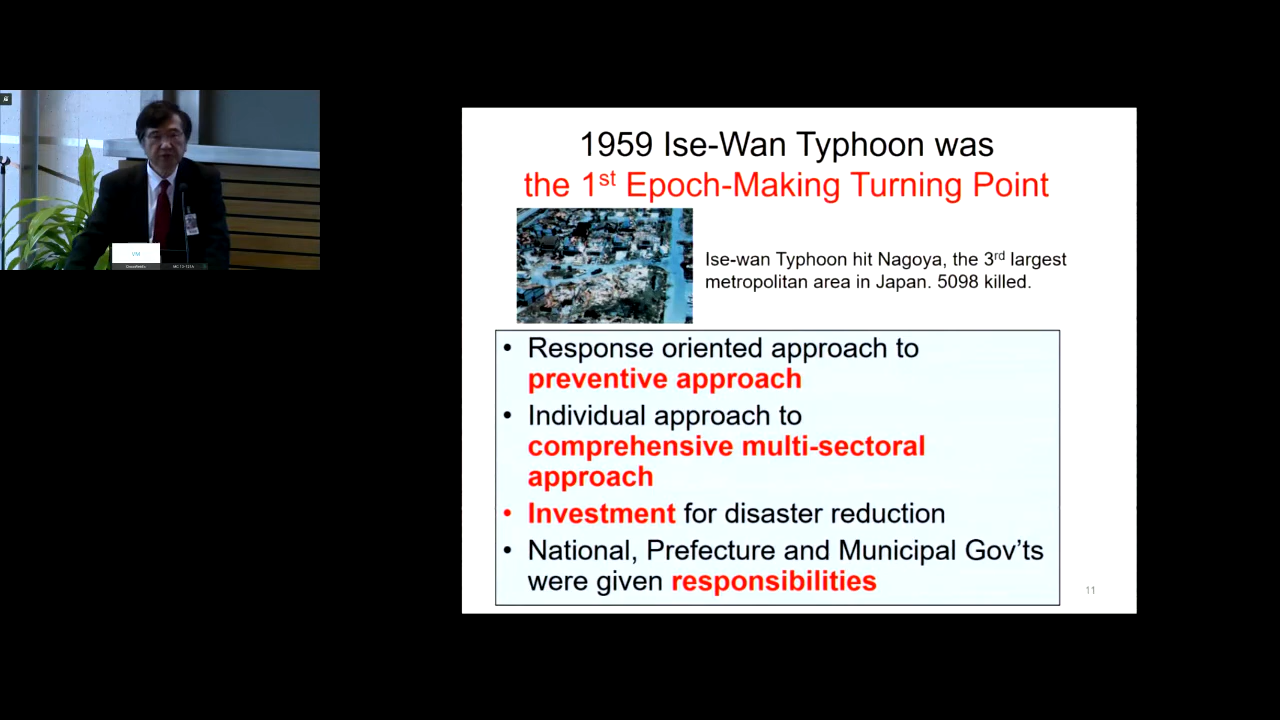 1959 Ise-Wan Typhoon was
the 1st Epoch-Making Turning Point
Ise-wan Typhoon hit Nagoya, the 3rd largest
metropolitan area in Japan. 5098 killed.
• Response oriented approach to
preventive approach
• Individual approach to
comprehensive multi-sectoral
approach
• Investment for disaster reduction
• National, Prefecture and Municipal Gov'ts
were given responsibilities
11
VM